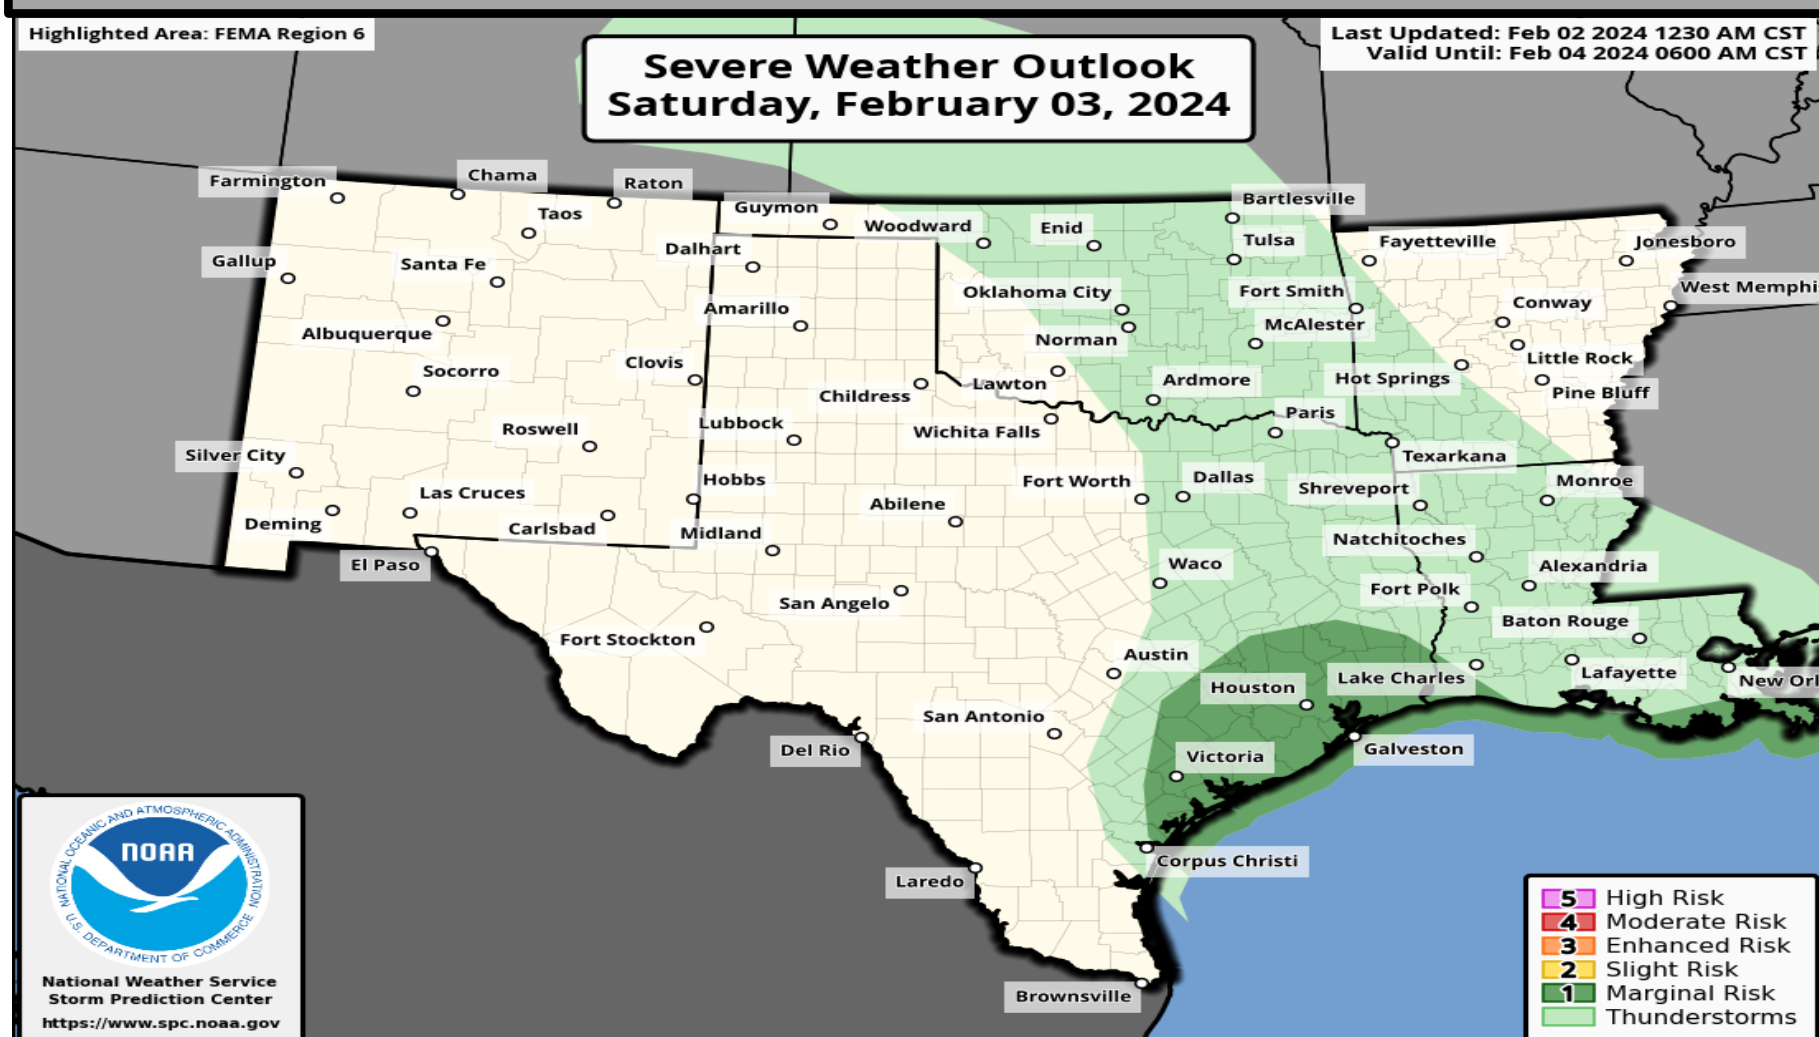 Highlighted Area: FEMA Region 6
Last Updated: Feb 02 2024 1230 AM CST
Valid Until: Feb 04 2024 0600 AM CST
Severe Weather Outlook
Saturday, February 03, 2024
Farmington
Chama
Raton
Taos
Guymon
Woodward
Enid
Bartlesville
Gallup
Santa Fe
Dalhart
Tulsa
Fayetteville
Jonesboro
Albuquerque
Amarillo
Oklahoma City
Fort Smith
Conway
West Memphi
Norman
McAlester
Socorro
Clovis
Childress
Lawton
Ardmore
Hot Springs
Little Rock
Pine Bluff
Roswell
Lubbock
Wichita Falls
Paris
Texarkana
Silver City
Las Cruces
Hobbs
Abilene
Fort Worth
Dallas
Shreveport
Monroe
Deming
Carlsbad
Midland
Natchitoches
El Paso
San Angelo
Waco
Fort Polk
Alexandria
Fort Stockton
Austin
Baton Rouge
Houston
Lake Charles
Lafayette
New Orl
San Antonio
Del Rio
Victoria
Galveston
Laredo
Corpus Christi
Brownsville
NATIONAL OCEANIC AND ATMOSPHERIC ADMINISTRATION
NOAA
U.S. DEPARTMENT OF COMMERCE
National Weather Service
Storm Prediction Center
https://www.spc.noaa.gov
5 High Risk
4 Moderate Risk
3 Enhanced Risk
2 Slight Risk
1 Marginal Risk
Thunderstorms